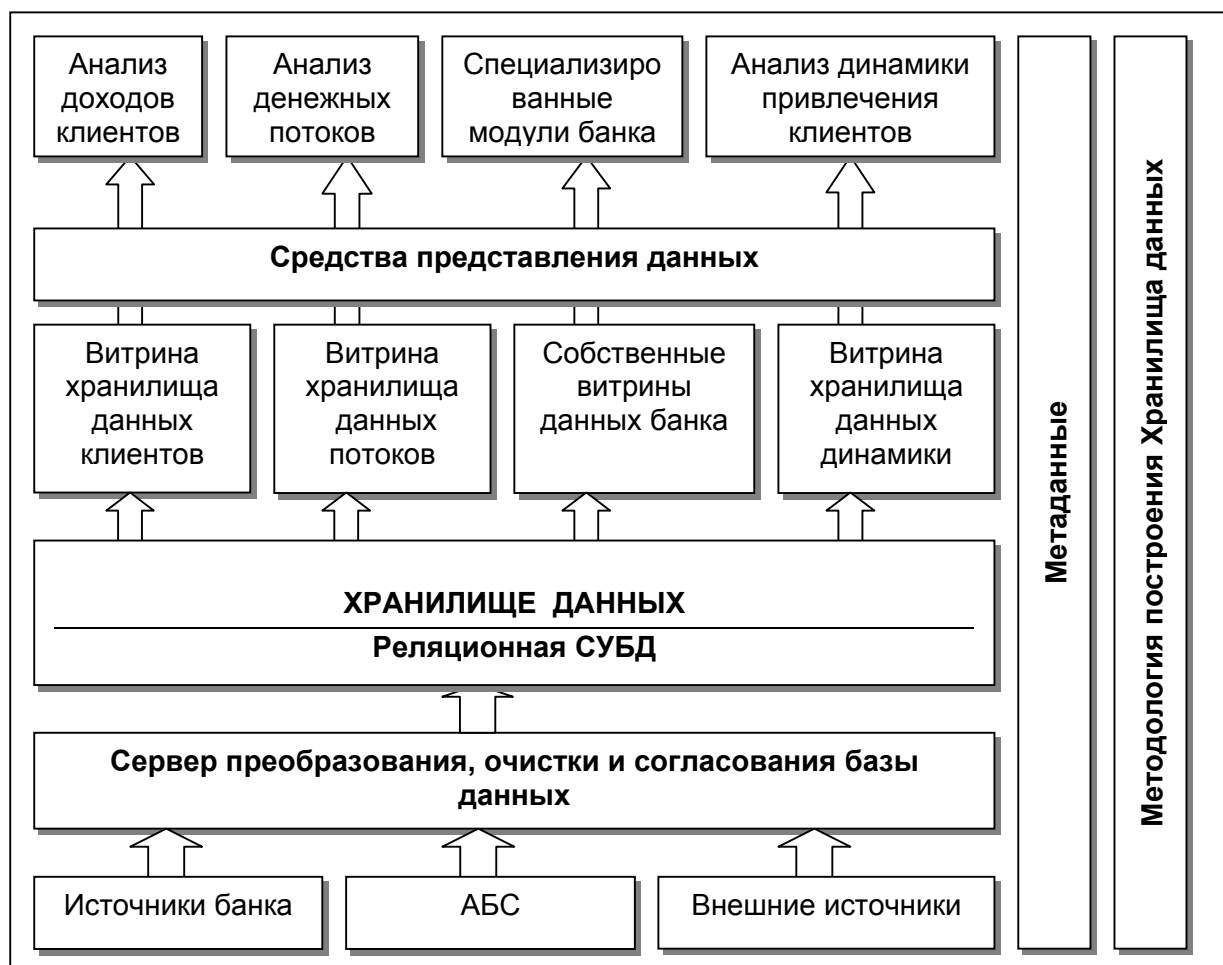 Анализ
доходов
клиентов
Анализ
денежных
потоков
Специализиро
ванные
модули банка
Анализ динамики
привлечения
клиентов
Средства представления данных
Витрина
хранилища
данных
клиентов
Витрина
хранилища
данных
потоков
Собственные
витрины
данных банка
Витрина
хранилища
данных
динамики
ХРАНИЛИЩЕ ДАННЫХ
Реляционная СУБД
Сервер преобразования, очистки и согласования базы
данных
Источники банка
АБС
Внешние источники
Метаданные
Методология построения Хранилища данных